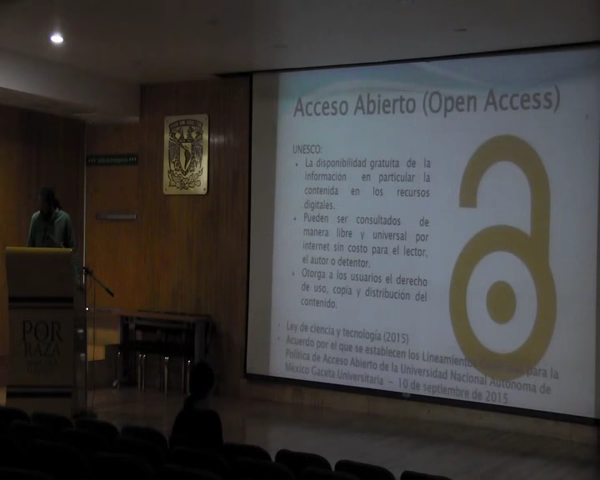 Acceso Abierto (Open Access)
UNESCO:
• La disponibilidad gratuita de la
información en particular la
contenida en los recursos
digitales.
• Pueden ser consultados de
manera libre y universal por
internet sin costo para el lector,
el autor o detentor.
• Otorga a los usuarios el derecho
de uso, copia y distribución del
contenido.
- Ley de ciencia y tecnología (2015)
- Acuerdo por el que se establecen los Lineamientos para la
Política de Acceso Abierto de la Universidad Nacional Autónoma de
México Gaceta Universitaria – 10 de septiembre de 2015.
POR
RAZA